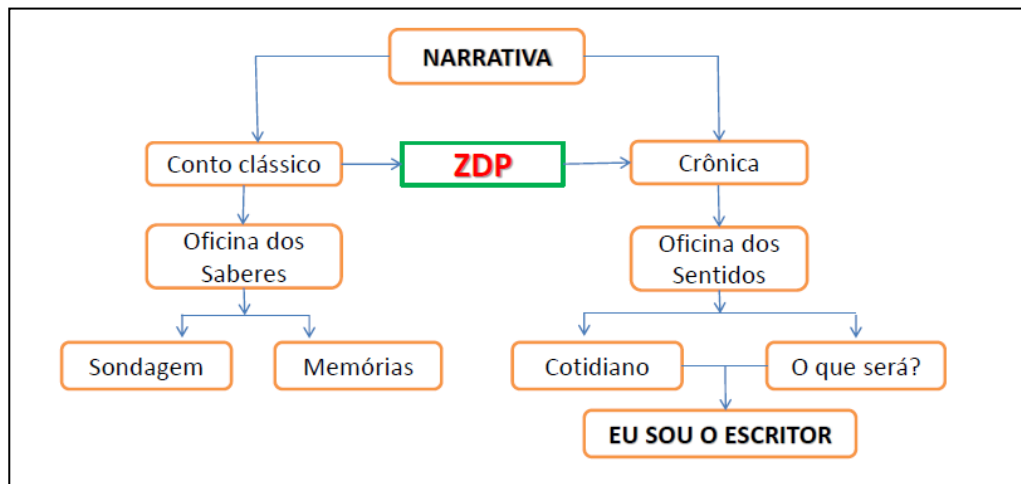 NARRATIVA
Conto clássico
ZDP
Crônica
Oficina dos
Saberes
Oficina dos
Sentidos
Sondagem
Memórias
Cotidiano
O que será?
EU SOU O ESCRITOR